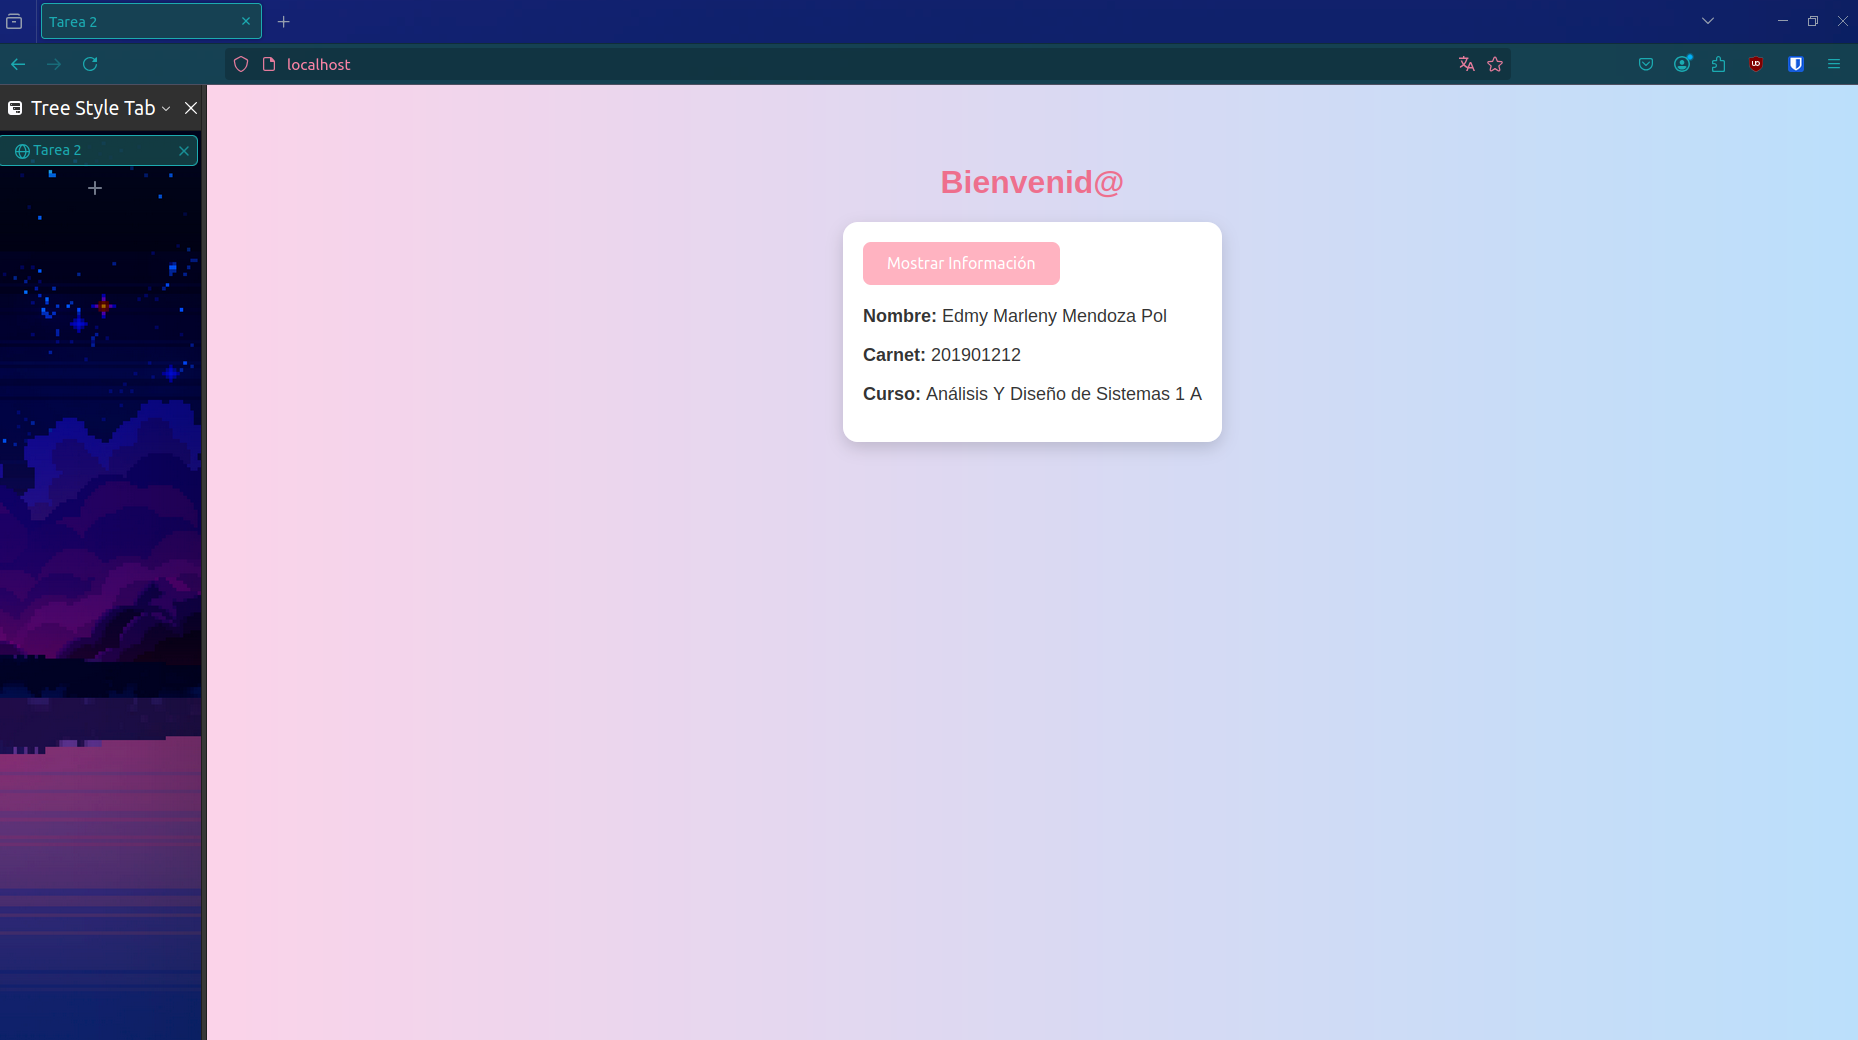 Tarea 2
localhost
Tree Style Tab
Tarea 2
Bienvenid@
Mostrar Información
Nombre: Edmy Marleny Mendoza Pol
Carnet: 201901212
Curso: Análisis Y Diseño de Sistemas 1 A